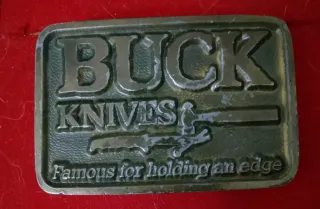 BUCK
KNIVES
Famous for holding an edge